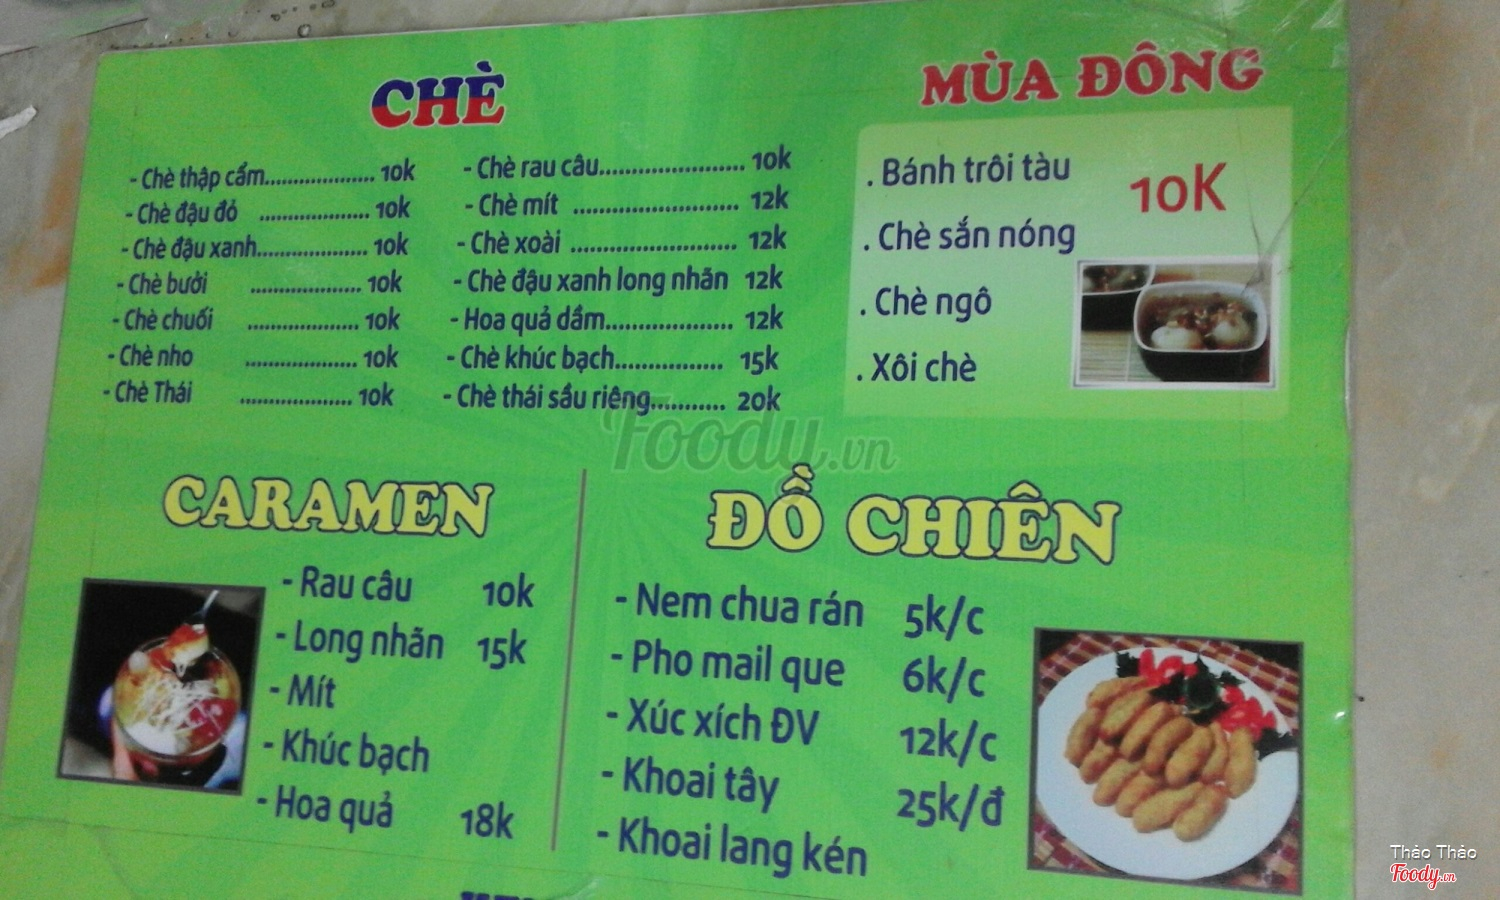 CHÈ
- Chè thập cẩm.................... 10k
- Chè đậu đỏ .................... 10k
- Chè đậu xanh.................... 10k
- Chè bưởi .................... 10k
- Chè chuối .................... 10k
- Chè nho .................... 10k
- Chè Thái .................... 10k
- Chè rau câu.......................... 10k
- Chè mít .............................. 12k
- Chè xoài .............................. 12k
- Chè đậu xanh long nhãn 12k
- Hoa quả dầm....................... 12k
- Chè khúc bạch................... 15k
- Chè thái sầu riêng........... 20k
MÙA ĐÔNG
. Bánh trôi tàu
10K
. Chè sắn nóng
. Chè ngô
. Xôi chè
Foody.vn
CARAMEN
- Rau câu 10k
- Long nhãn 15k
- Mít
- Khúc bạch
- Hoa quả 18k
ĐỒ CHIÊN
- Nem chua rán 5k/c
- Pho mail que 6k/c
- Xúc xích ĐV 12k/c
- Khoai tây 25k/đ
- Khoai lang kén
Thảo Thảo
Foody.vn